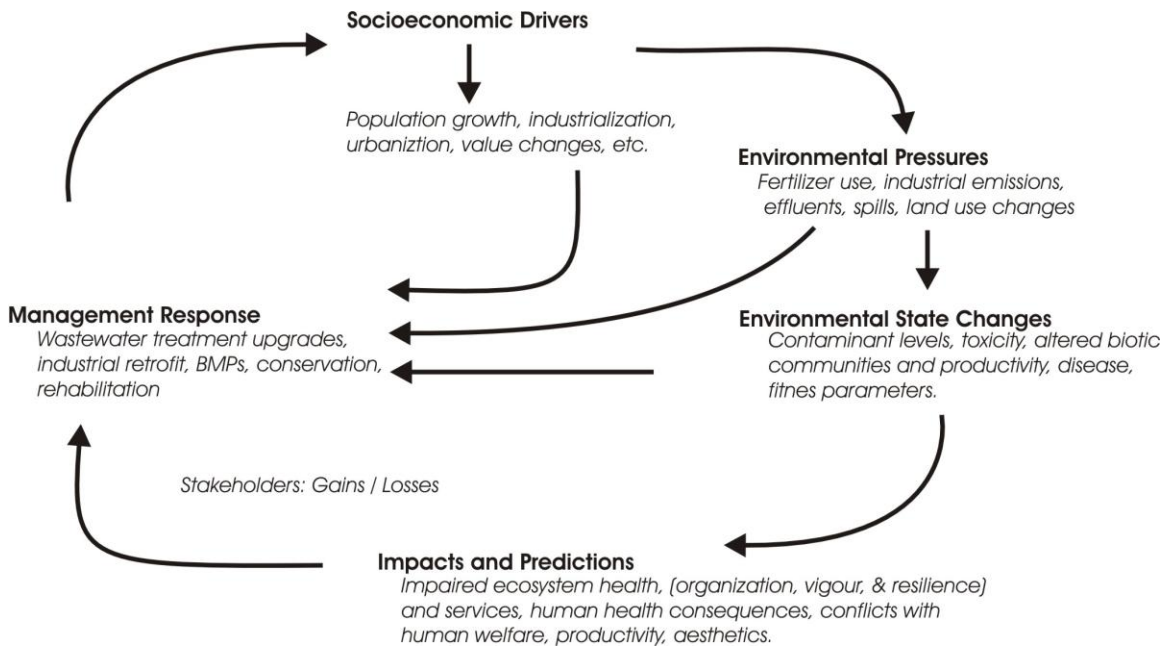 Socioeconomic Drivers
Population growth, industrialization,
urbaniztion, value changes, etc.
Environmental Pressures
Fertilizer use, industrial emissions,
effluents, spills, land use changes
Management Response
Wastewater treatment upgrades,
industrial retrofit, BMPs, conservation,
rehabilitation
Environmental State Changes
Contaminant levels, toxicity, altered biotic
communities and productivity, disease,
fitnes parameters.
Stakeholders: Gains / Losses
Impacts and Predictions
Impaired ecosystem health, (organization, vigour, & resilience)
and services, human health consequences, conflicts with
human welfare, productivity, aesthetics.